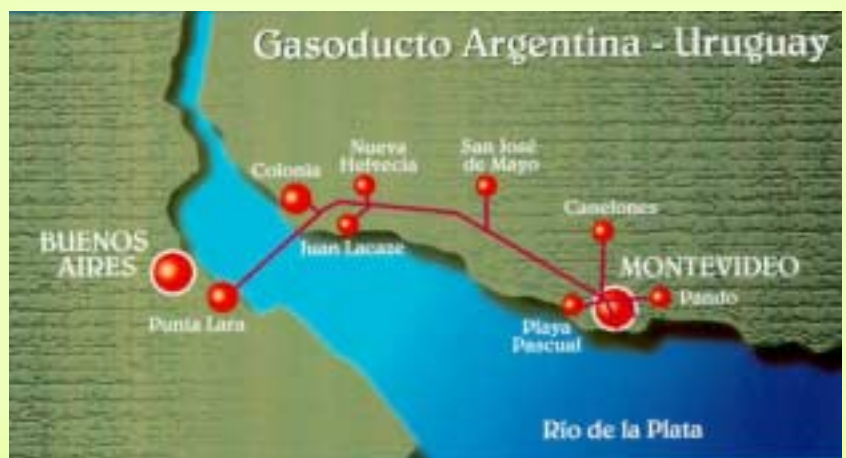 Gasoducto Argentina - Uruguay
Nueva
Helvecia
San José
de Mayo
Colonia
Canelones
BUENOS
AIRES
Juan Lacaze
MONTEVIDEO
Punta Lara
Playa
Pascual
Pando
Río de la Plata